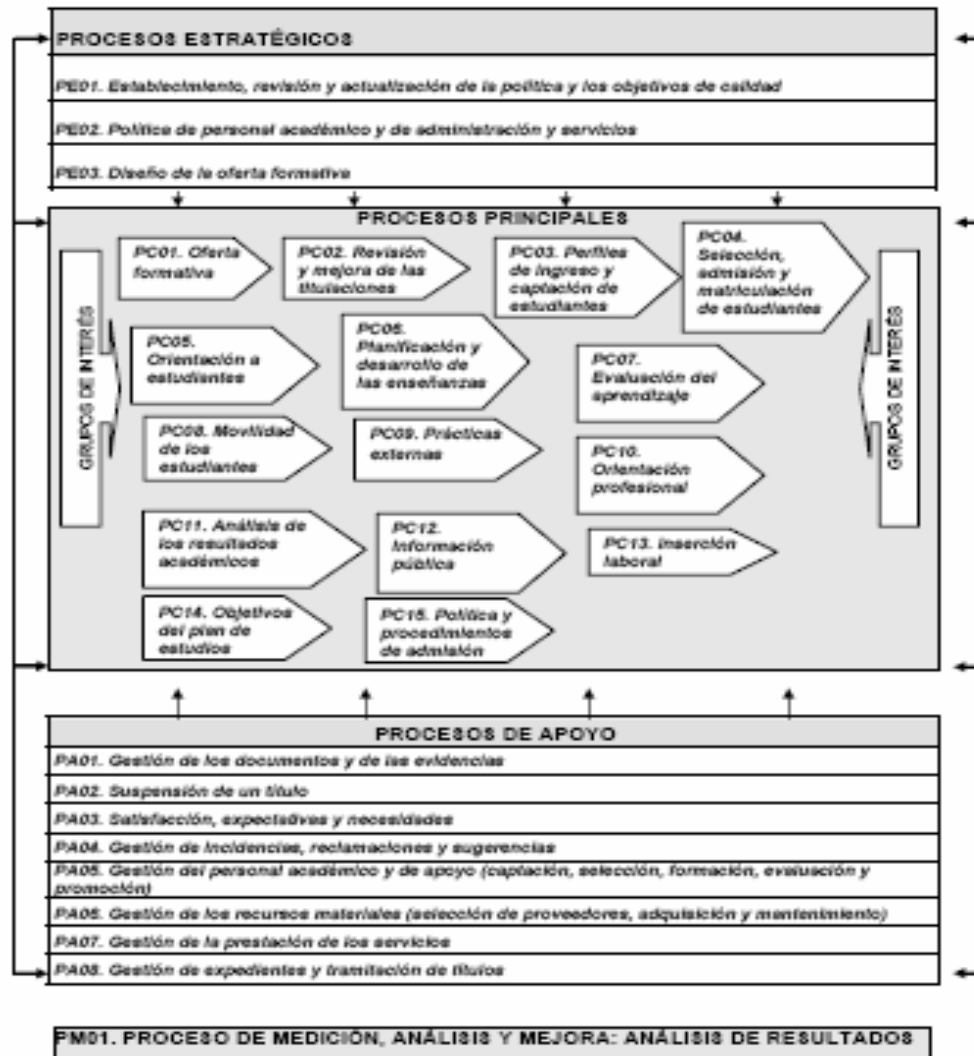 PROCESOS ESTRATÉGICOS
PE01. Establecimiento, revisión y actualización de la política y los objetivos de calidad
PE02. Política de personal académico y de administración y servicios
PE03. Diseño de la oferta formativa
PROCESOS PRINCIPALES
GRUPOS DE INTERÉS
PC01. Oferta
formativa
PC02. Revisión
y mejora de las
titulaciones
PC03. Perfiles
de ingreso y
captación de
estudiantes
PC04.
Selección,
admisión y
matriculación
de estudiantes
GRUPOS DE INTERÉS
PC05.
Orientación a
estudiantes
PC06.
Planificación y
desarrollo de
las enseñanzas
PC07.
Evaluación del
aprendizaje
PC08. Movilidad
de los
estudiantes
PC09. Prácticas
externas
PC10.
Orientación
profesional
PC11. Análisis de
los resultados
académicos
PC12.
Información
pública
PC13. Inserción
laboral
PC14. Objetivos
del plan de
estudios
PC15. Política y
procedimientos
de admisión
PROCESOS DE APOYO
PA01. Gestión de los documentos y de las evidencias
PA02. Suspensión de un título
PA03. Satisfacción, expectativas y necesidades
PA04. Gestión de incidencias, reclamaciones y sugerencias
PA05. Gestión del personal académico y de apoyo (captación, selección, formación, evaluación y
promoción)
PA06. Gestión de los recursos materiales (selección de proveedores, adquisición y mantenimiento)
PA07. Gestión de la prestación de los servicios
PA08. Gestión de expedientes y tramitación de títulos
PM01. PROCESO DE MEDICIÓN, ANÁLISIS Y MEJORA: ANÁLISIS DE RESULTADOS